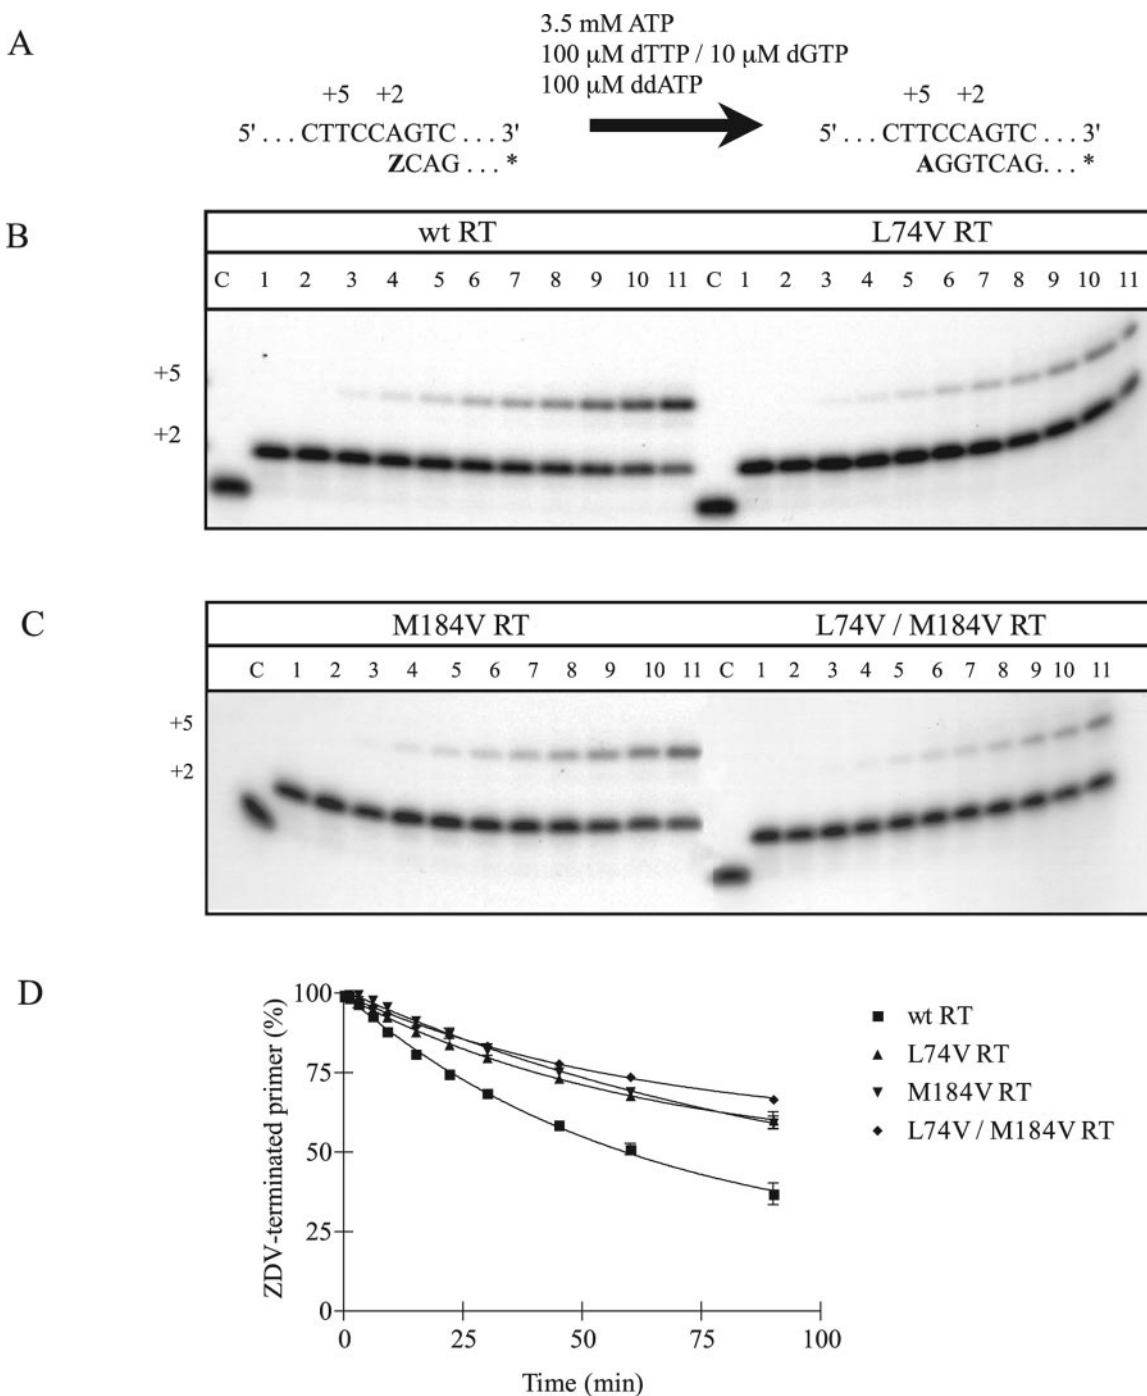 A
3.5 mM ATP
100 μM dTTP / 10 μM dGTP
100 μM ddATP
+5 +2
5' ... CTTCCAGTC ... 3'
ZCAG ... *
+5 +2
5' ... CTTCCAGTC ... 3'
AGGTCAG... *
B
wt RT L74V RT
C 1 2 3 4 5 6 7 8 9 10 11 C 1 2 3 4 5 6 7 8 9 10 11
+5
+2
C
M184V RT L74V / M184V RT
C 1 2 3 4 5 6 7 8 9 10 11 C 1 2 3 4 5 6 7 8 9 10 11
+5
+2
D
ZDV-terminated primer (%)
100
75
50
25
0
0 25 50 75 100
Time (min)
wt RT
L74V RT
M184V RT
L74V / M184V RT